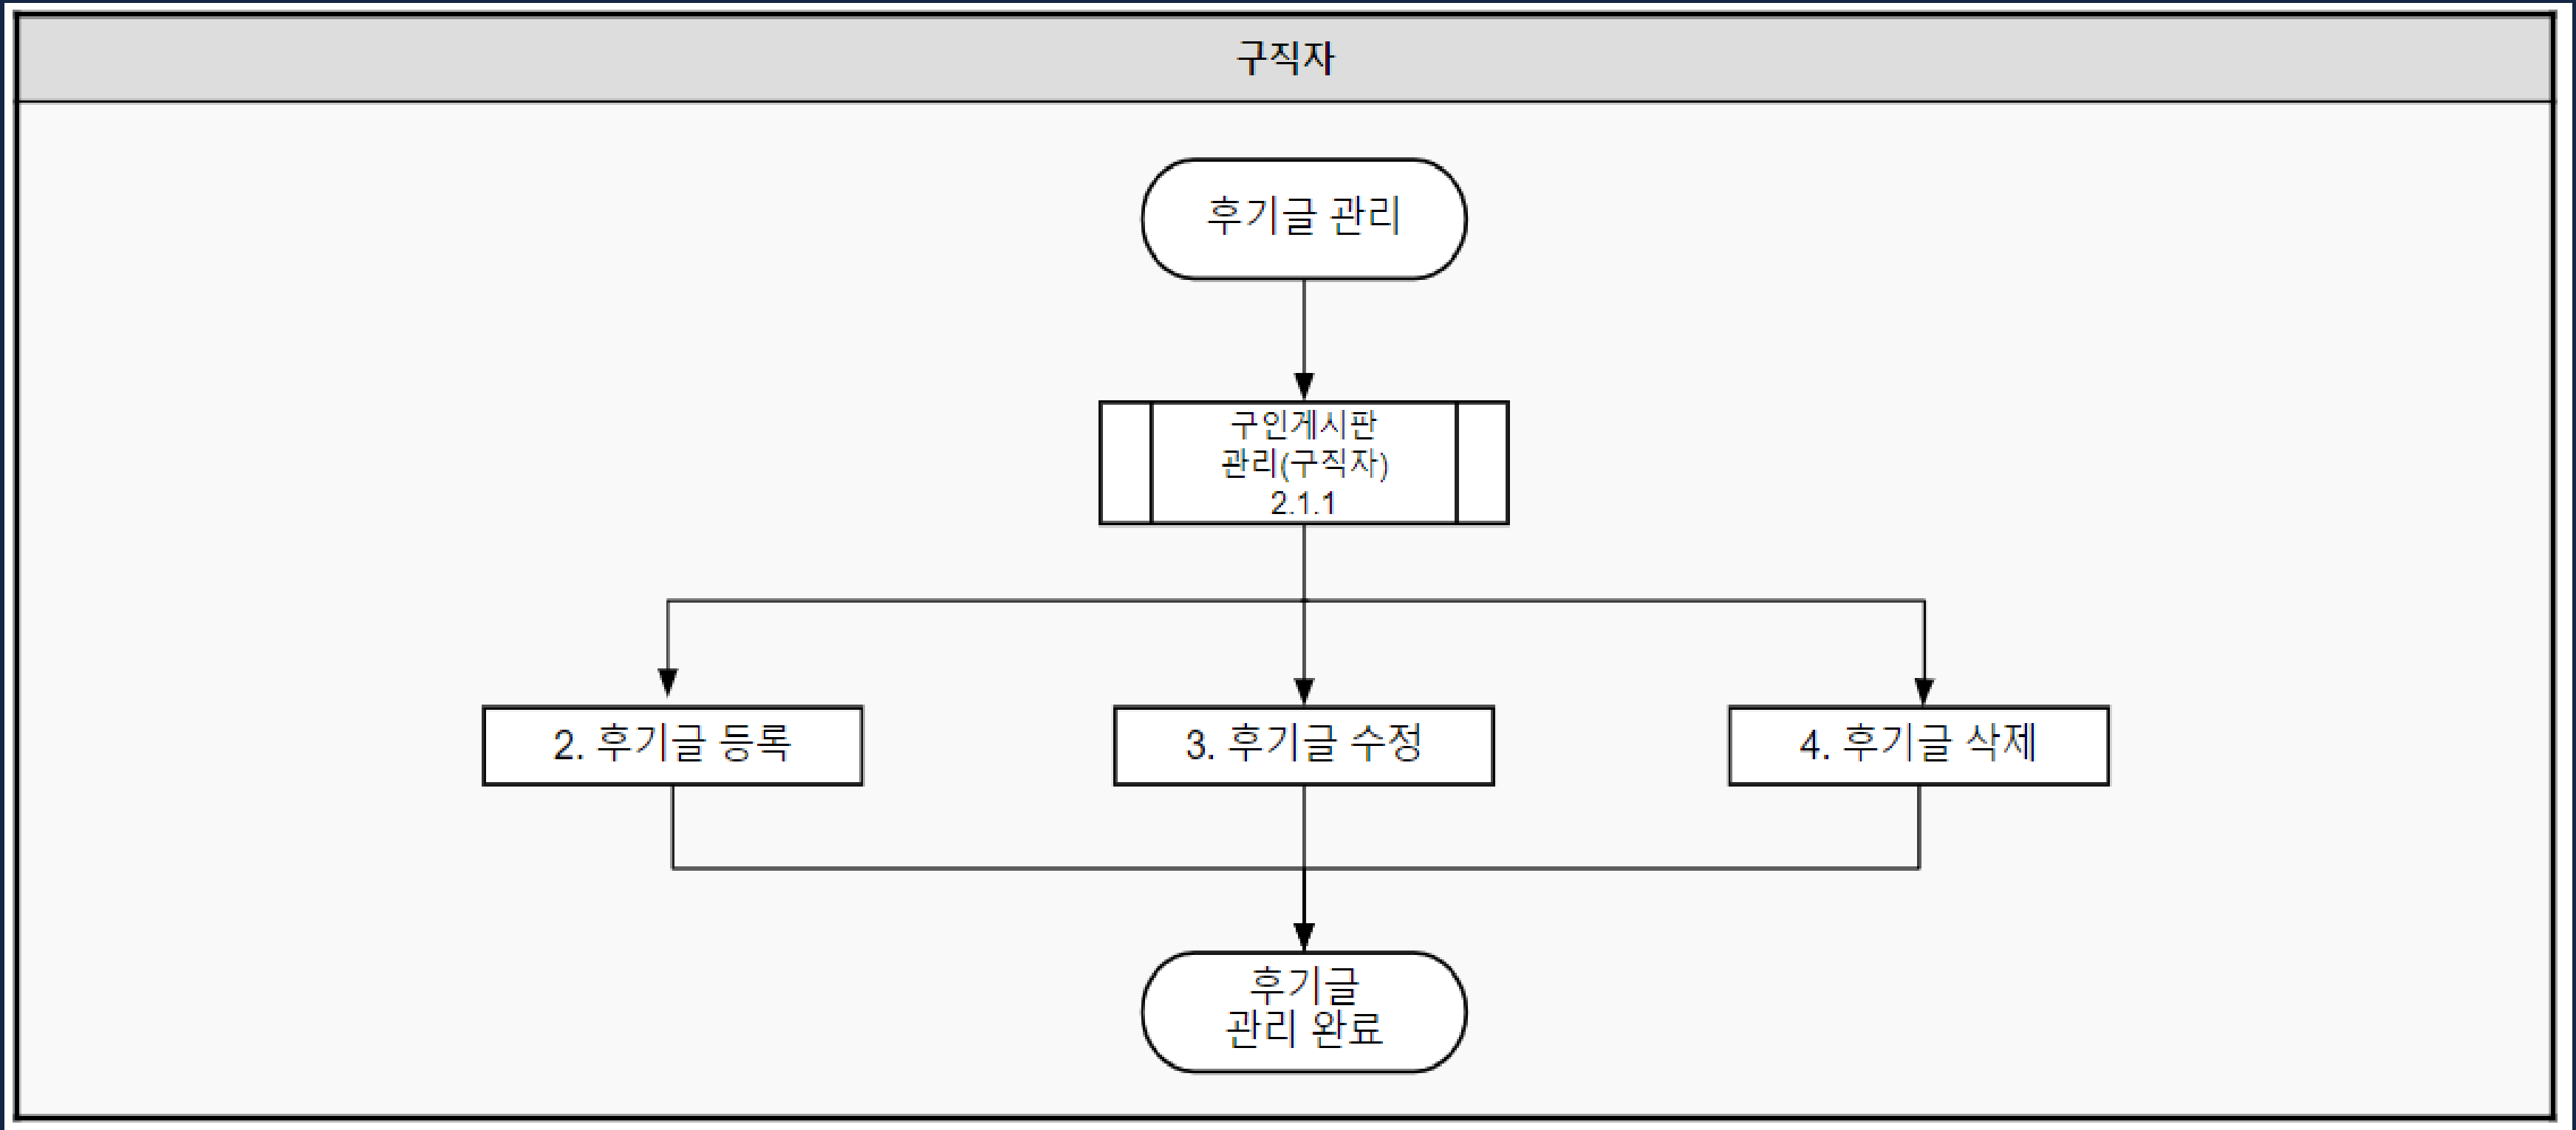 구직자
후기글 관리
구인게시판
관리(구직자)
2.1.1
2. 후기글 등록
3. 후기글 수정
4. 후기글 삭제
후기글
관리 완료